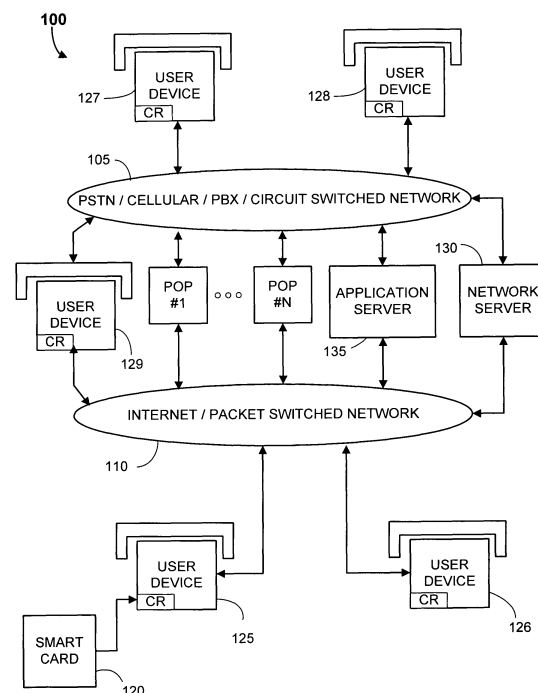 100
USER
DEVICE
CR
127
USER
DEVICE
CR
128
105
PSTN / CELLULAR / PBX / CIRCUIT SWITCHED NETWORK
130
USER
DEVICE
CR
129
POP
#1
POP
#N
APPLICATION
SERVER
135
NETWORK
SERVER
INTERNET / PACKET SWITCHED NETWORK
110
USER
DEVICE
CR
125
USER
DEVICE
CR
126
SMART
CARD
120